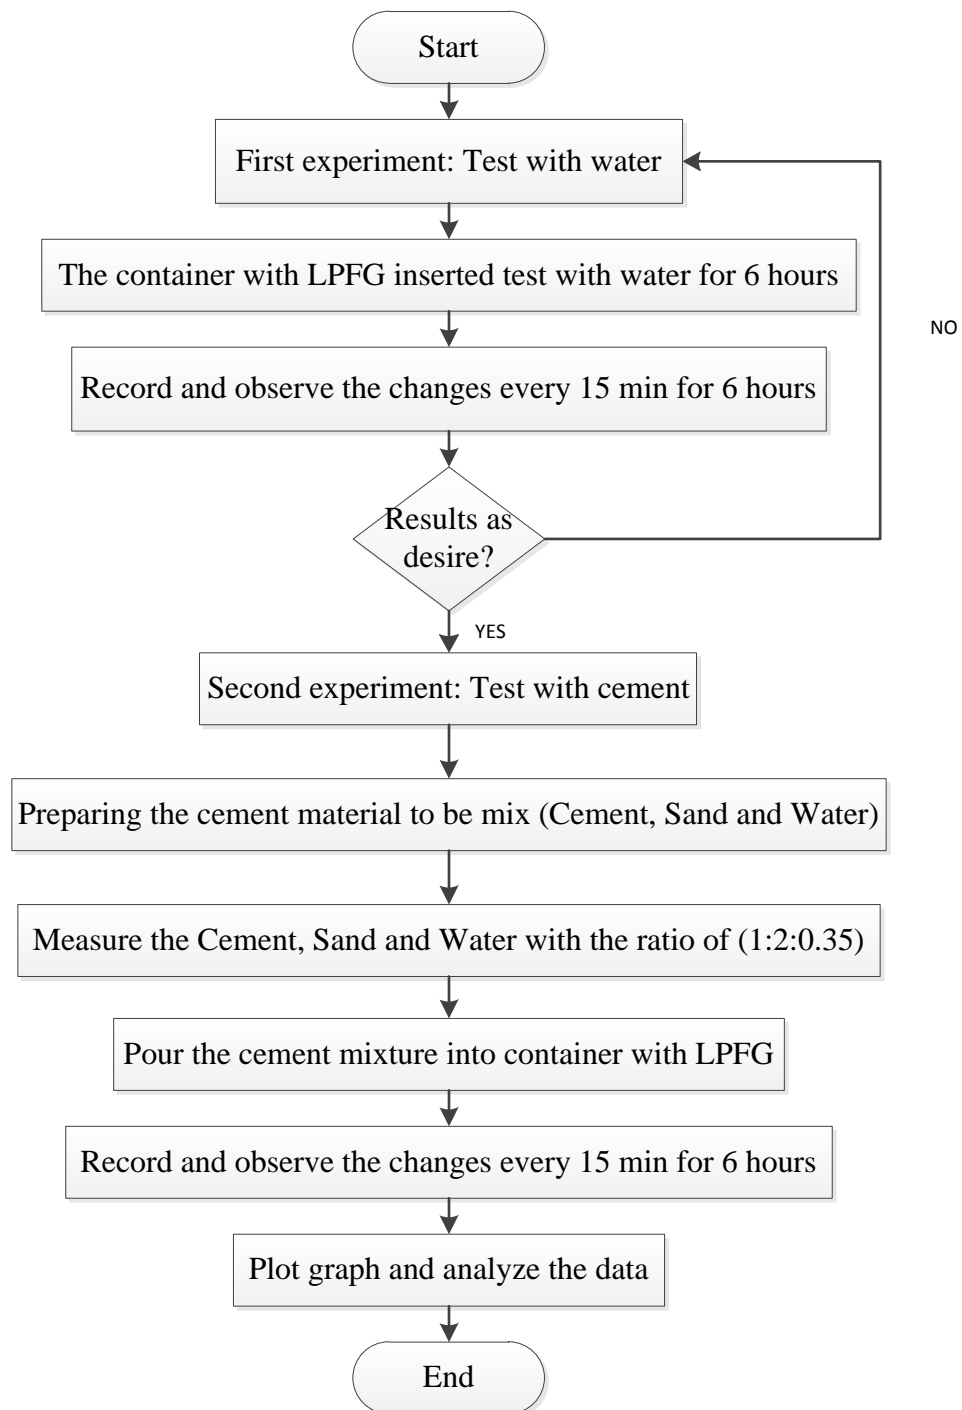 Start
First experiment: Test with water
The container with LPFG inserted test with water for 6 hours
NO
Record and observe the changes every 15 min for 6 hours
Results as
desire?
YES
Second experiment: Test with cement
Preparing the cement material to be mix (Cement, Sand and Water)
Measure the Cement, Sand and Water with the ratio of (1:2:0.35)
Pour the cement mixture into container with LPFG
Record and observe the changes every 15 min for 6 hours
Plot graph and analyze the data
End